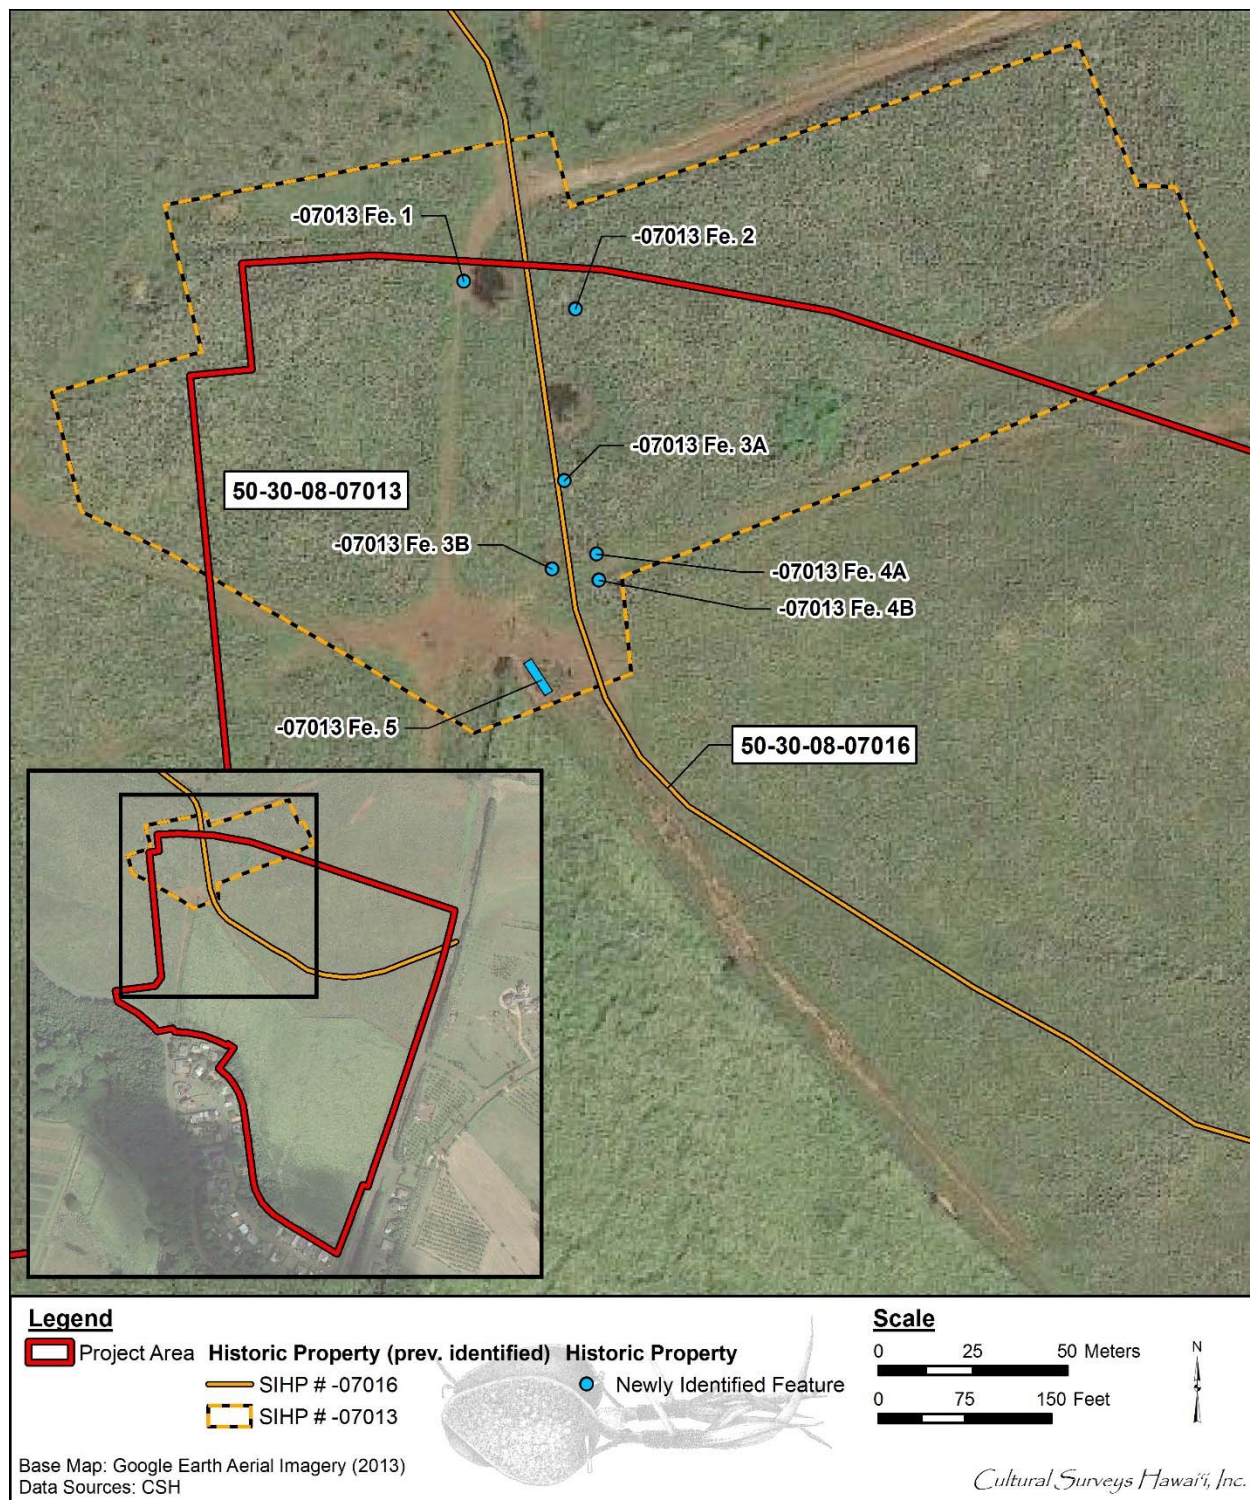 -07013 Fe. 1
-07013 Fe. 2
-07013 Fe. 3A
50-30-08-07013
-07013 Fe. 3B
-07013 Fe. 4A
-07013 Fe. 4B
-07013 Fe. 5
50-30-08-07016
Legend
Project Area
Historic Property (prev. identified)
SIHP # -07016
SIHP # -07013
Historic Property
Newly Identified Feature
Scale
0 25 50 Meters
0 75 150 Feet
N
Base Map: Google Earth Aerial Imagery (2013)
Data Sources: CSH
Cultural Surveys Hawaiʻi, Inc.